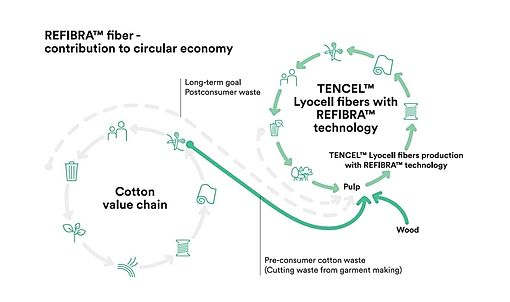 REFIBRA™ fiber -
contribution to circular economy
Long-term goal
Postconsumer waste
TENCEL™
Lyocell fibers with
REFIBRA™
technology
TENCEL™ Lyocell fibers production
with REFIBRA™ technology
Pulp
Cotton
value chain
Wood
Pre-consumer cotton waste
(Cutting waste from garment making)